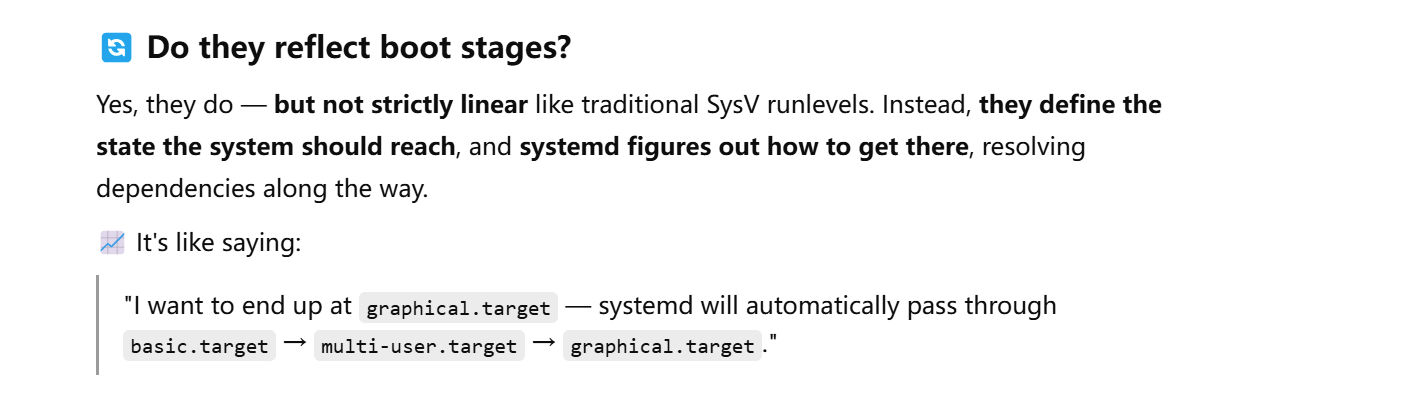 🔄 Do they reflect boot stages?
Yes, they do — but not strictly linear like traditional SysV runlevels. Instead, they define the
state the system should reach, and systemd figures out how to get there, resolving
dependencies along the way.
📈 It's like saying:
"I want to end up at graphical.target — systemd will automatically pass through
basic.target → multi-user.target → graphical.target."